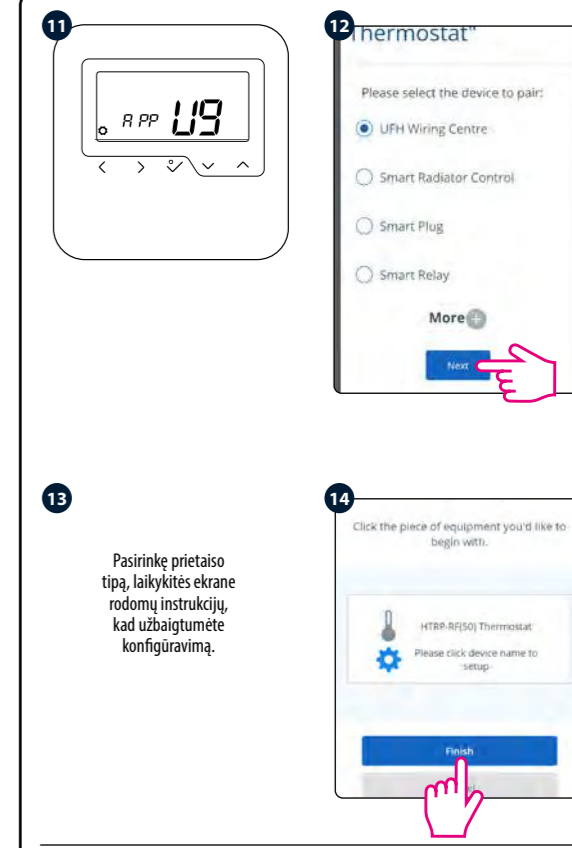 11
APP U9
12
Thermostat"
Please select the device to pair:
UFH Wiring Centre
Smart Radiator Control
Smart Plug
Smart Relay
More
Next
13
Pasirinkę prietaiso
tipą, laikykitės ekrane
rodomų instrukcijų,
kad užbaigtumėte
konfigūravimą.
14
Click the piece of equipment you'd like to
begin with.
HTRP-RF(50) Thermostat
Please click device name to
setup
Finish